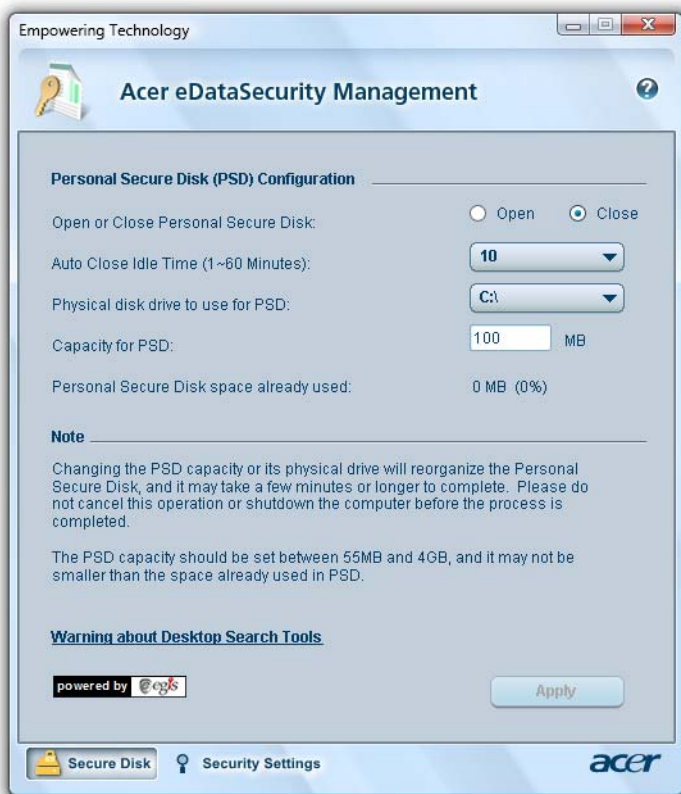 Empowering Technology
Acer eDataSecurity Management
Personal Secure Disk (PSD) Configuration
Open or Close Personal Secure Disk: Open Close
Auto Close Idle Time (1~60 Minutes): 10
Physical disk drive to use for PSD: C:\
Capacity for PSD: 100 MB
Personal Secure Disk space already used: 0 MB (0%)
Note
Changing the PSD capacity or its physical drive will reorganize the Personal
Secure Disk, and it may take a few minutes or longer to complete. Please do
not cancel this operation or shutdown the computer before the process is
completed.
The PSD capacity should be set between 55MB and 4GB, and it may not be
smaller than the space already used in PSD.
Warning about Desktop Search Tools
powered by egis
Apply
Secure Disk Security Settings acer